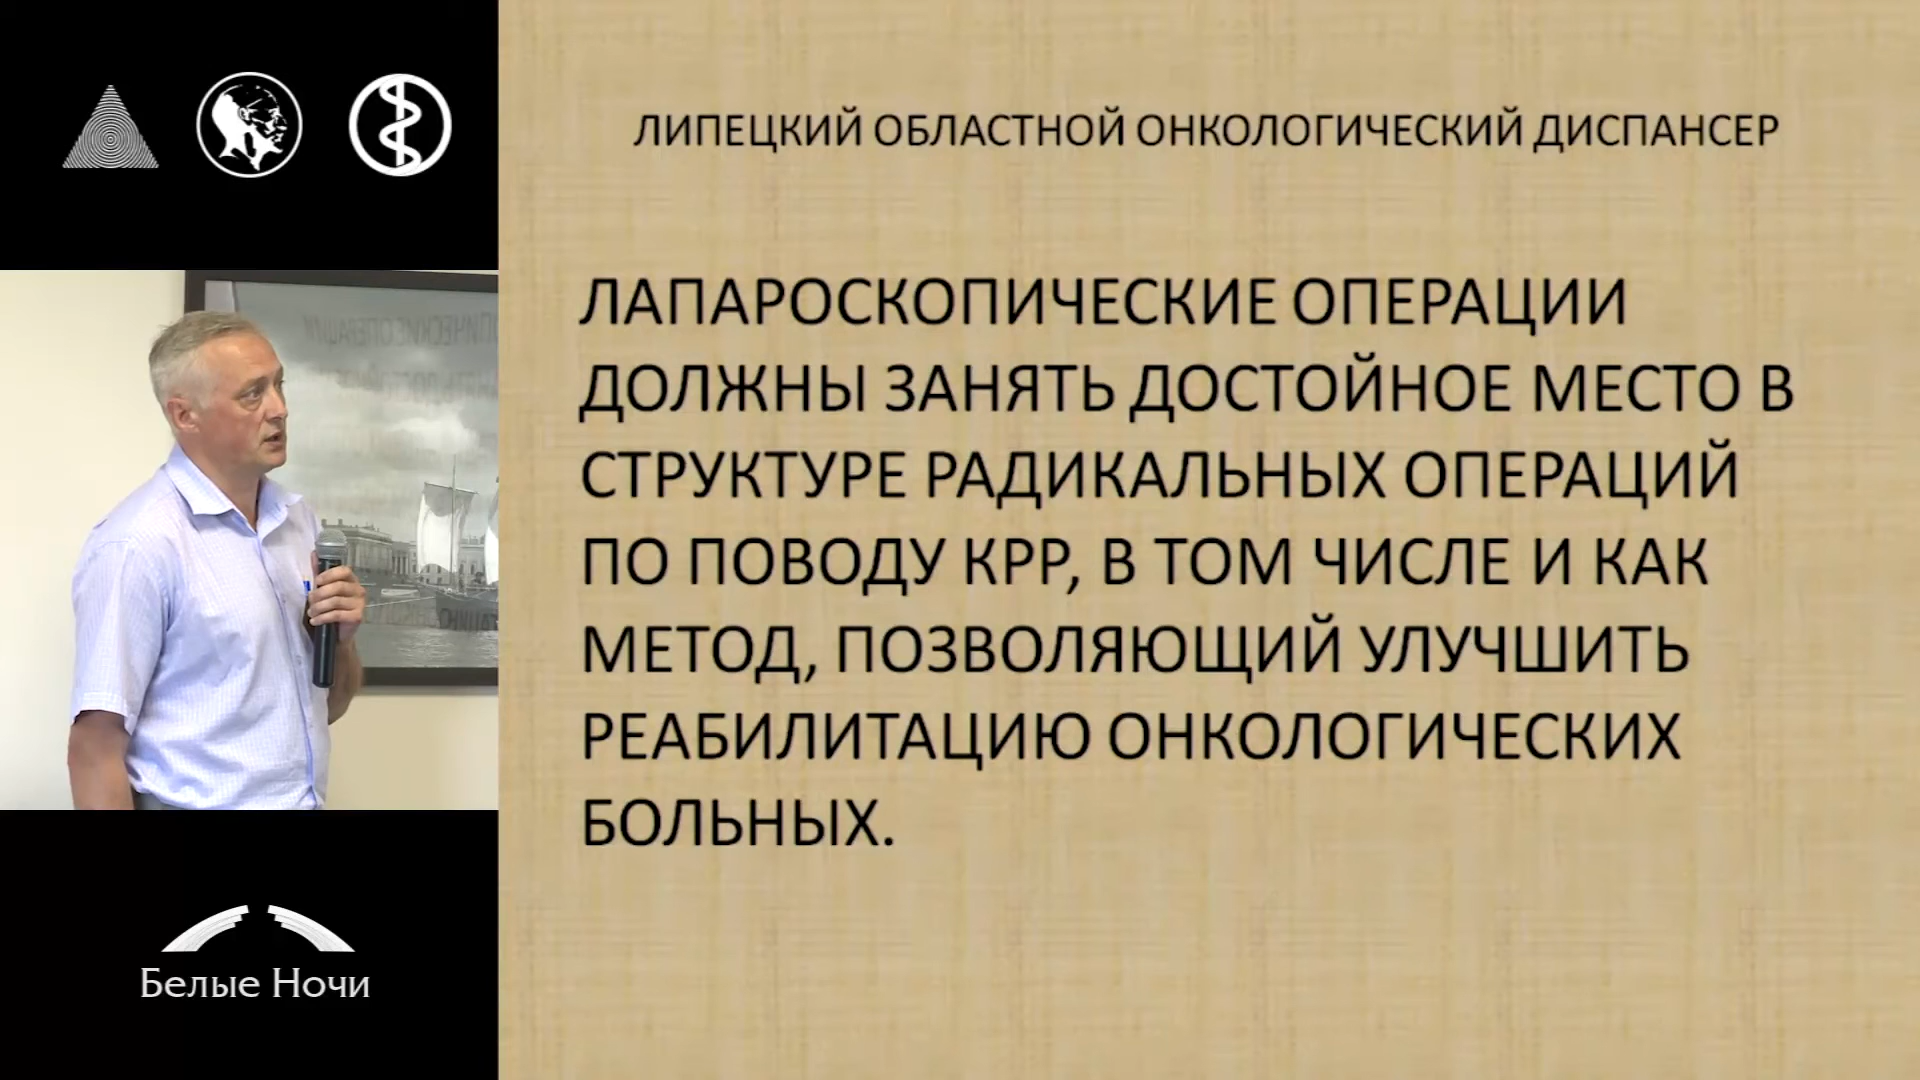 ЛИПЕЦКИЙ ОБЛАСТНОЙ ОНКОЛОГИЧЕСКИЙ ДИСПАНСЕР
ЛАПАРОСКОПИЧЕСКИЕ ОПЕРАЦИИ
ДОЛЖНЫ ЗАНЯТЬ ДОСТОЙНОЕ МЕСТО В
СТРУКТУРЕ РАДИКАЛЬНЫХ ОПЕРАЦИЙ
ПО ПОВОДУ КРР, В ТОМ ЧИСЛЕ И КАК
МЕТОД, ПОЗВОЛЯЮЩИЙ УЛУЧШИТЬ
РЕАБИЛИТАЦИЮ ОНКОЛОГИЧЕСКИХ
БОЛЬНЫХ.
Белые Ночи